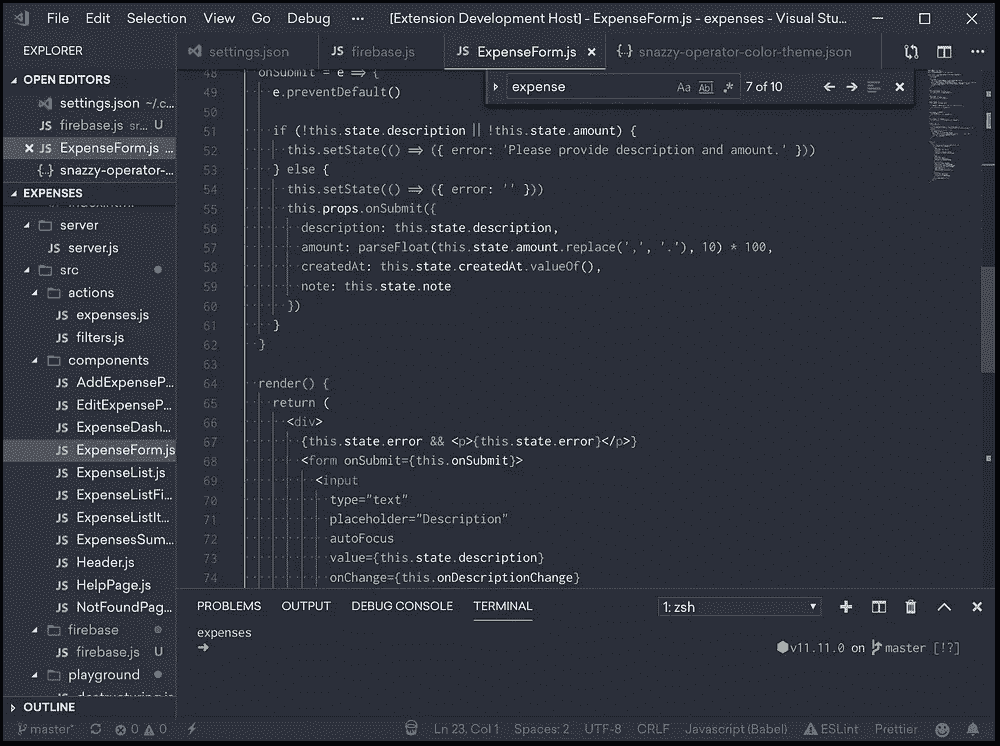 File Edit Selection View Go Debug ··· [Extension Development Host] - ExpenseForm.js - expenses - Visual Stu...
EXPLORER
OPEN EDITORS
settings.json ~/.c...
JS firebase.js sr... U
JS ExpenseForm.js ...
{..} snazzy-operator-...
EXPENSES
server
JS server.js
src
actions
JS expenses.js
JS filters.js
components
JS AddExpenseP...
JS EditExpenseP...
JS ExpenseDash...
JS ExpenseForm.js
JS ExpenseList.js
JS ExpenseListFi...
JS ExpenseListIt...
JS ExpensesSum...
JS Header.js
JS HelpPage.js
JS NotFoundPag...
firebase
JS firebase.js U
playground
OUTLINE
settings.json JS firebase.js JS ExpenseForm.js {..} snazzy-operator-color-theme.json
expense Aa Abl .* 7 of 10
48 onSubmit = e => {
49 e.preventDefault()
50
51 if (!this.state.description || !this.state.amount) {
52 this.setState(() => ({ error: 'Please provide description and amount.' }))
53 } else {
54 this.setState(() => ({ error: '' }))
55 this.props.onSubmit({
56 description: this.state.description,
57 amount: parseFloat(this.state.amount.replace(',', '.'), 10) * 100,
58 createdAt: this.state.createdAt.valueOf(),
59 note: this.state.note
60 })
61 }
62 }
63
64 render() {
65 return (
66 <div>
67 {this.state.error && <p>{this.state.error}</p>}
68 <form onSubmit={this.onSubmit}>
69 <input
70 type="text"
71 placeholder="Description"
72 autoFocus
73 value={this.state.description}
74 onChange={this.onDescriptionChange}
PROBLEMS OUTPUT DEBUG CONSOLE TERMINAL 1: zsh
expenses
➜ v11.11.0 on master [!?]
master* 0 0 Ln 23, Col 1 Spaces: 2 UTF-8 CRLF Javascript (Babel) ESLint Prettier